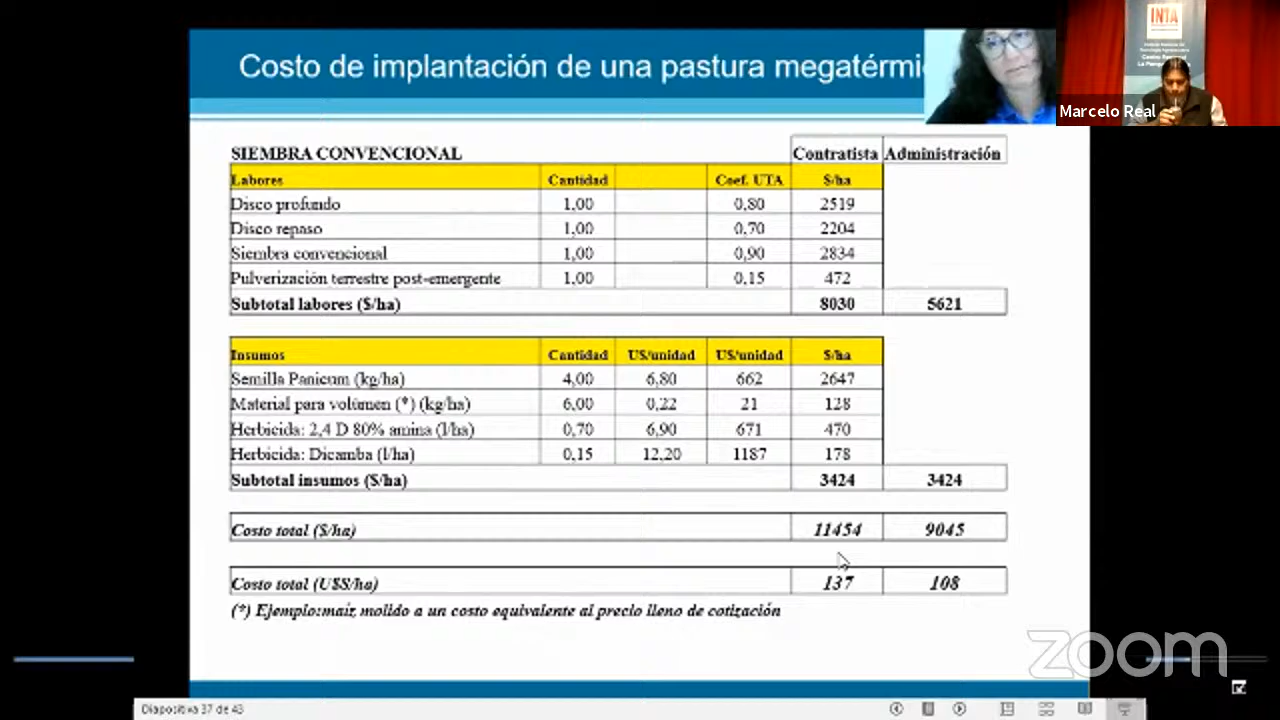 Costo de implantación de una pastura megatérmi
INTA
Marcelo Real
SIEMBRA CONVENCIONAL Contratista Administración
Labores Cantidad Coef. UTA $/ha
Disco profundo 1,00 0,80 2519
Disco repaso 1,00 0,70 2204
Siembra convencional 1,00 0,90 2834
Pulverización terrestre post-emergente 1,00 0,15 472
Subtotal labores ($/ha) 8030 5621
Insumos Cantidad U$/unidad U$/unidad $/ha
Semilla Panicum (kg/ha) 4,00 6,80 662 2647
Material para volúmen (*) (kg/ha) 6,00 0,22 21 128
Herbicida: 2,4 D 80% amina (l/ha) 0,70 6,90 671 470
Herbicida: Dicamba (l/ha) 0,15 12,20 1187 178
Subtotal insumos ($/ha) 3424 3424
Costo total ($/ha) 11454 9045
Costo total (U$S/ha) 137 108
(*) Ejemplo:maíz molido a un costo equivalente al precio lleno de cotización
zoom
Diapositiva 37 de 43